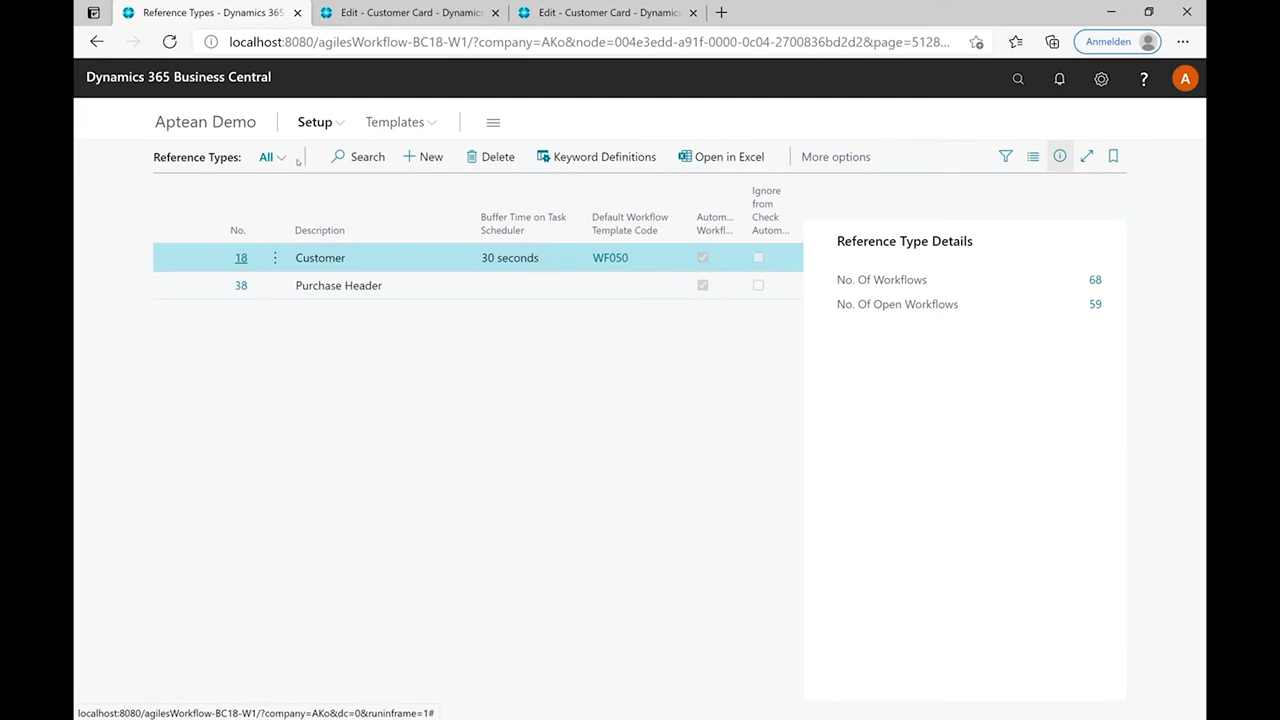 Reference Types - Dynamics 365
Edit - Customer Card - Dynamics
Edit - Customer Card - Dynamics
localhost:8080/agilesWorkflow-BC18-W1/?company=AKo&node=004e3edd-a91f-0000-0c04-2700836bd2d2&page=5128...
Anmelden
Dynamics 365 Business Central
?
A
Aptean Demo
Setup
Templates
Reference Types:
All
Search
New
Delete
Keyword Definitions
Open in Excel
More options
No.
Description
Buffer Time on Task
Scheduler
Default Workflow
Template Code
Autom...
Workfl...
Ignore
from
Check
Autom...
18
Customer
30 seconds
WF050
38
Purchase Header
Reference Type Details
No. Of Workflows
68
No. Of Open Workflows
59
localhost:8080/agilesWorkflow-BC18-W1/?company=AKo&dc=0&runinframe=1#